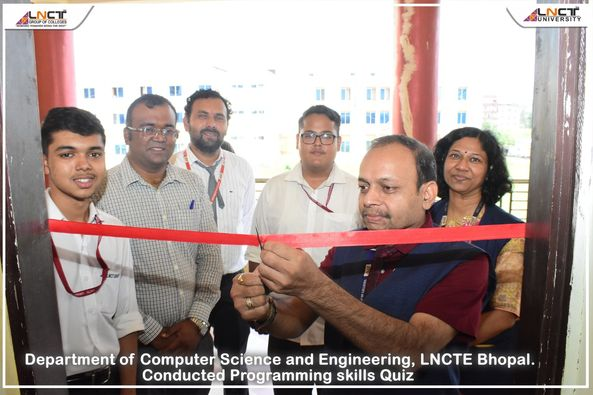 LNCT
GROUP OF COLLEGES
LNCT
UNIVERSITY
Department of Computer Science and Engineering, LNCTE Bhopal.
Conducted Programming skills Quiz